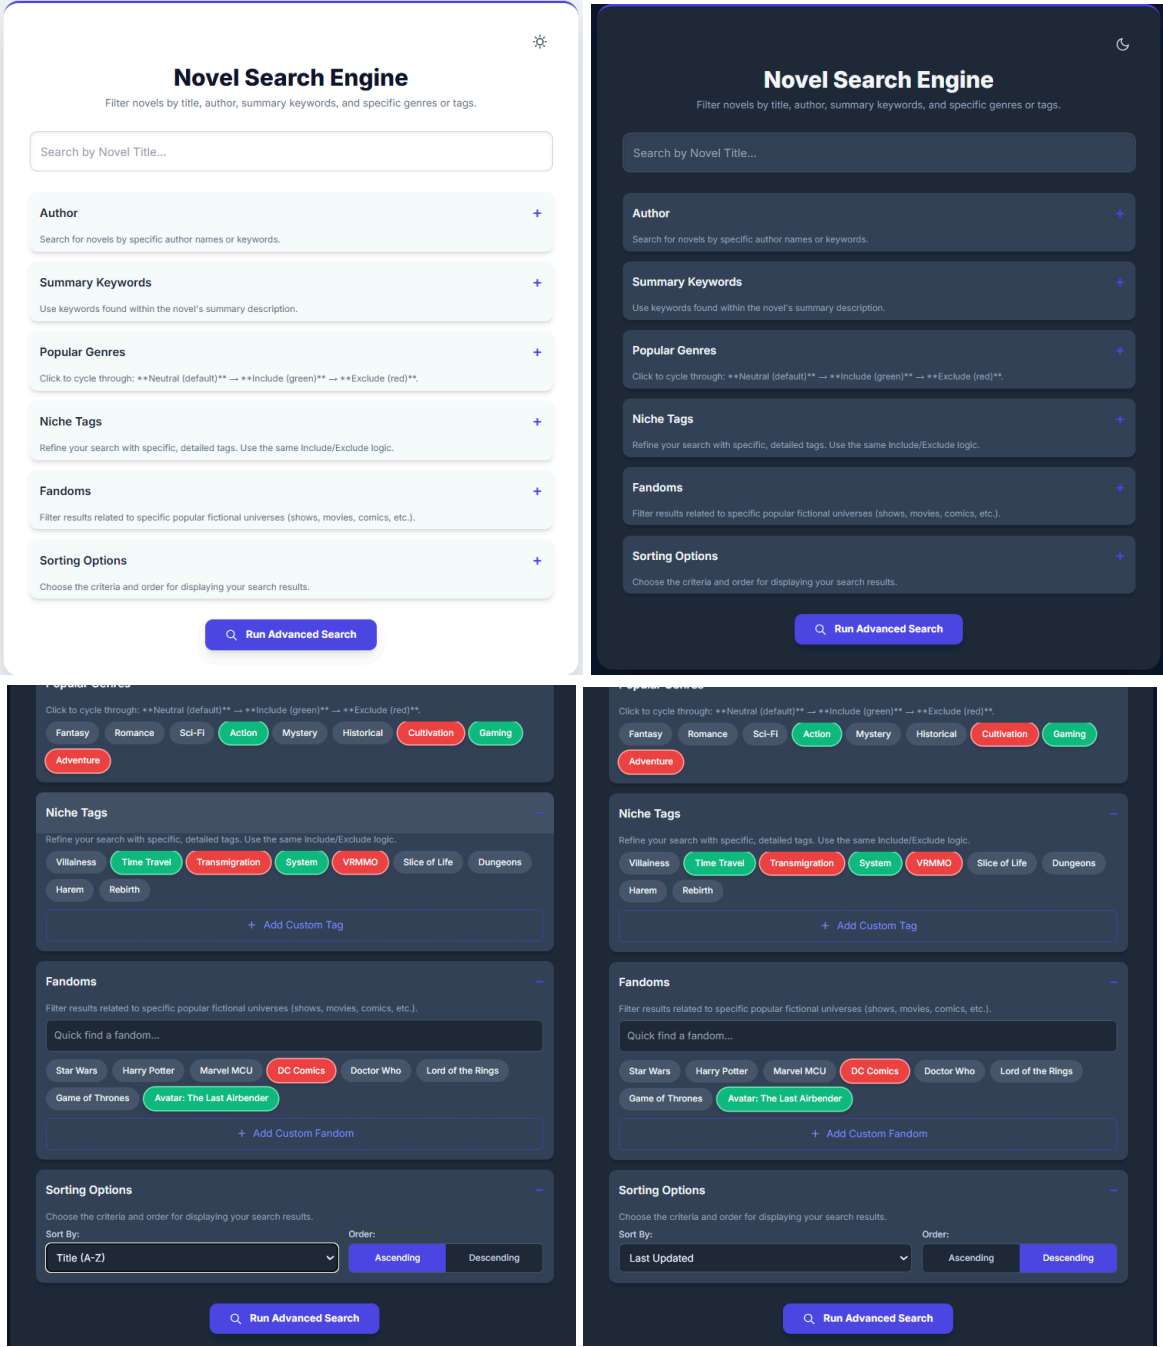 Novel Search Engine
Filter novels by title, author, summary keywords, and specific genres or tags.
Search by Novel Title...
Author +
Search for novels by specific author names or keywords.
Summary Keywords +
Use keywords found within the novel's summary description.
Popular Genres +
Click to cycle through: **Neutral (default)** → **Include (green)** → **Exclude (red)**.
Niche Tags +
Refine your search with specific, detailed tags. Use the same Include/Exclude logic.
Fandoms +
Filter results related to specific popular fictional universes (shows, movies, comics, etc.).
Sorting Options +
Choose the criteria and order for displaying your search results.
Run Advanced Search
Novel Search Engine
Filter novels by title, author, summary keywords, and specific genres or tags.
Search by Novel Title...
Author +
Search for novels by specific author names or keywords.
Summary Keywords +
Use keywords found within the novel's summary description.
Popular Genres +
Click to cycle through: **Neutral (default)** → **Include (green)** → **Exclude (red)**.
Niche Tags +
Refine your search with specific, detailed tags. Use the same Include/Exclude logic.
Fandoms +
Filter results related to specific popular fictional universes (shows, movies, comics, etc.).
Sorting Options +
Choose the criteria and order for displaying your search results.
Run Advanced Search
Popular Genres
Click to cycle through: **Neutral (default)** → **Include (green)** → **Exclude (red)**.
Fantasy Romance Sci-Fi Action Mystery Historical Cultivation Gaming
Adventure
Niche Tags −
Refine your search with specific, detailed tags. Use the same Include/Exclude logic.
Villainess Time Travel Transmigration System VRMMO Slice of Life Dungeons
Harem Rebirth
+ Add Custom Tag
Fandoms −
Filter results related to specific popular fictional universes (shows, movies, comics, etc.).
Quick find a fandom...
Star Wars Harry Potter Marvel MCU DC Comics Doctor Who Lord of the Rings
Game of Thrones Avatar: The Last Airbender
+ Add Custom Fandom
Sorting Options −
Choose the criteria and order for displaying your search results.
Sort By: Order:
Title (A-Z) Ascending Descending
Run Advanced Search
Popular Genres
Click to cycle through: **Neutral (default)** → **Include (green)** → **Exclude (red)**.
Fantasy Romance Sci-Fi Action Mystery Historical Cultivation Gaming
Adventure
Niche Tags −
Refine your search with specific, detailed tags. Use the same Include/Exclude logic.
Villainess Time Travel Transmigration System VRMMO Slice of Life Dungeons
Harem Rebirth
+ Add Custom Tag
Fandoms −
Filter results related to specific popular fictional universes (shows, movies, comics, etc.).
Quick find a fandom...
Star Wars Harry Potter Marvel MCU DC Comics Doctor Who Lord of the Rings
Game of Thrones Avatar: The Last Airbender
+ Add Custom Fandom
Sorting Options −
Choose the criteria and order for displaying your search results.
Sort By: Order:
Last Updated Ascending Descending
Run Advanced Search